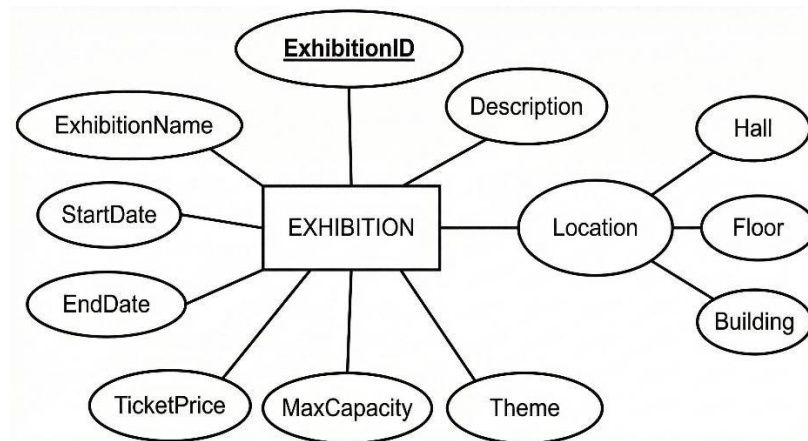 ExhibitionID
Description
ExhibitionName
Hall
StartDate
EXHIBITION
Location
Floor
EndDate
Building
TicketPrice
MaxCapacity
Theme